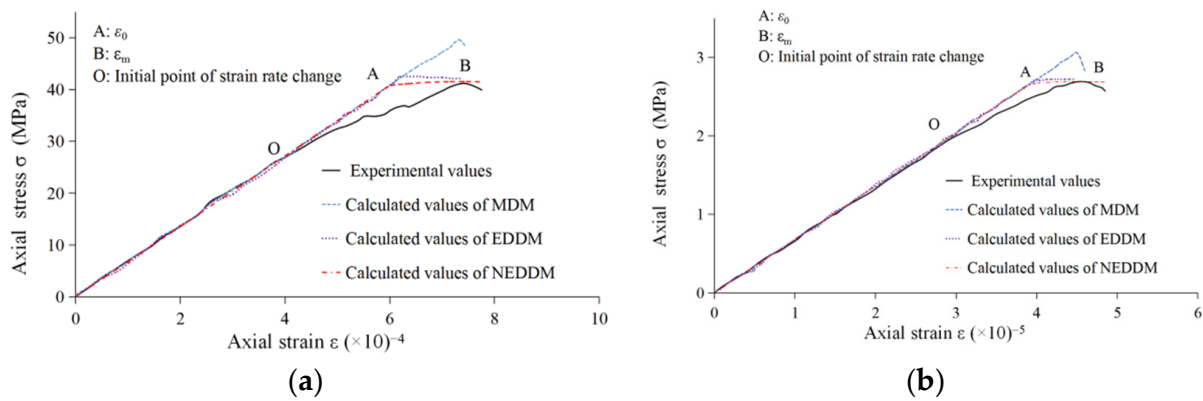 A: ε₀
B: εₘ
O: Initial point of strain rate change
50
40
30
20
10
0
Axial stress σ (MPa)
A
B
O
Experimental values
Calculated values of MDM
Calculated values of EDDM
Calculated values of NEDDM
0 2 4 6 8 10
Axial strain ε (×10)⁻⁴
(a)
A: ε₀
B: εₘ
O: Initial point of strain rate change
3
2
1
0
Axial stress σ (MPa)
A
B
O
Experimental values
Calculated values of MDM
Calculated values of EDDM
Calculated values of NEDDM
0 1 2 3 4 5 6
Axial strain ε (×10)⁻⁵
(b)